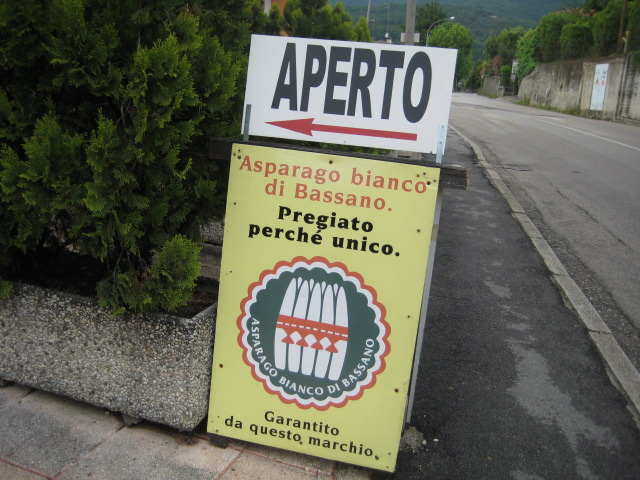 APERTO
Asparago bianco
di Bassano.
Pregiato
perché unico.
ASPARAGO BIANCO DI BASSANO
Garantito
da questo marchio.